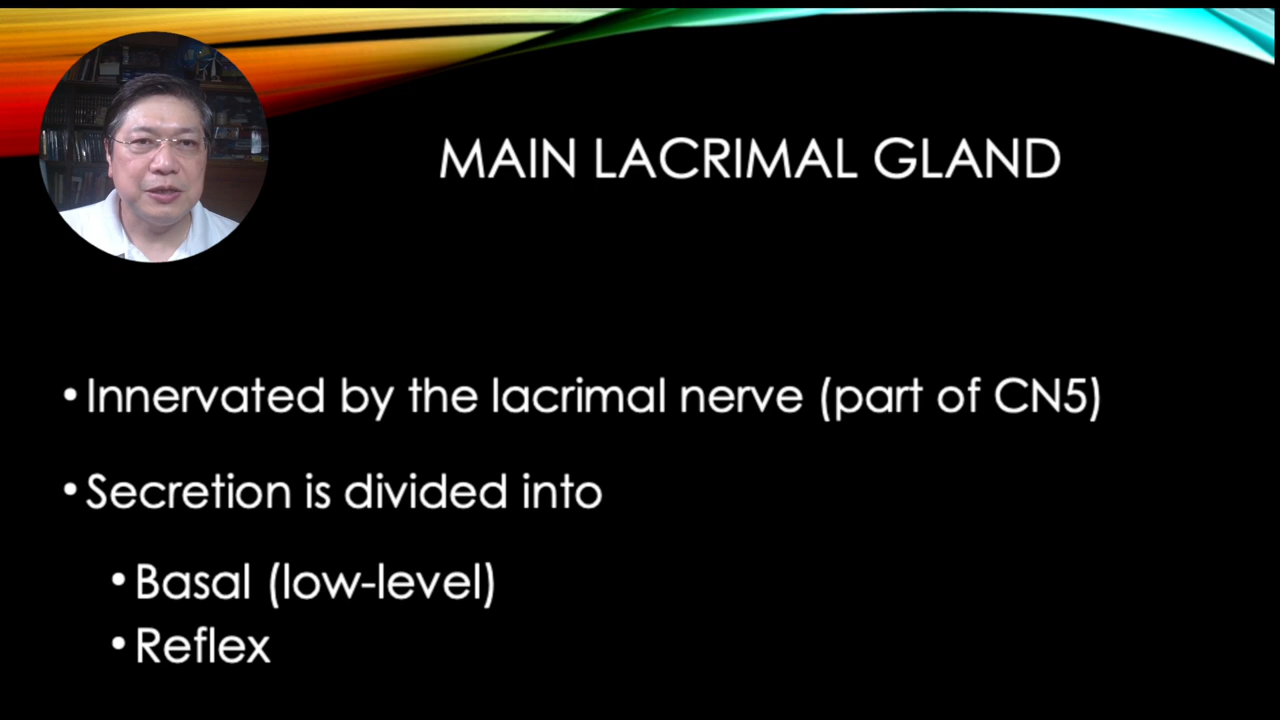 MAIN LACRIMAL GLAND
•Innervated by the lacrimal nerve (part of CN5)
•Secretion is divided into
•Basal (low-level)
•Reflex